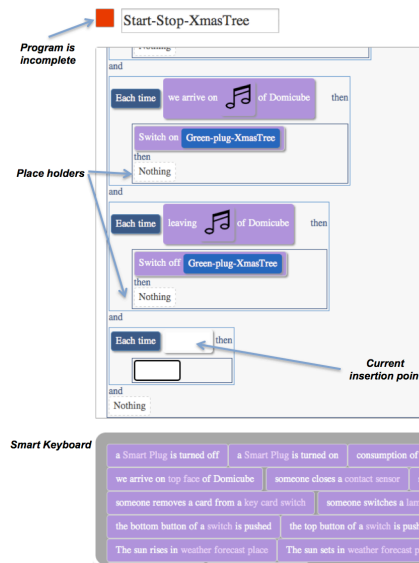 Start-Stop-XmasTree
Program is
incomplete
Nothing
and
Each time we arrive on of Domicube then
Switch on Green-plug-XmasTree
then
Place holders
Nothing
and
Each time leaving of Domicube then
Switch off Green-plug-XmasTree
then
Nothing
and
Each time then
Current
insertion poin
and
Nothing
Smart Keyboard
a Smart Plug is turned off a Smart Plug is turned on consumption of
we arrive on top face of Domicube someone closes a contact sensor
someone removes a card from a key card switch someone switches a lam
the bottom button of a switch is pushed the top button of a switch is push
The sun rises in weather forecast place The sun sets in weather forecast p